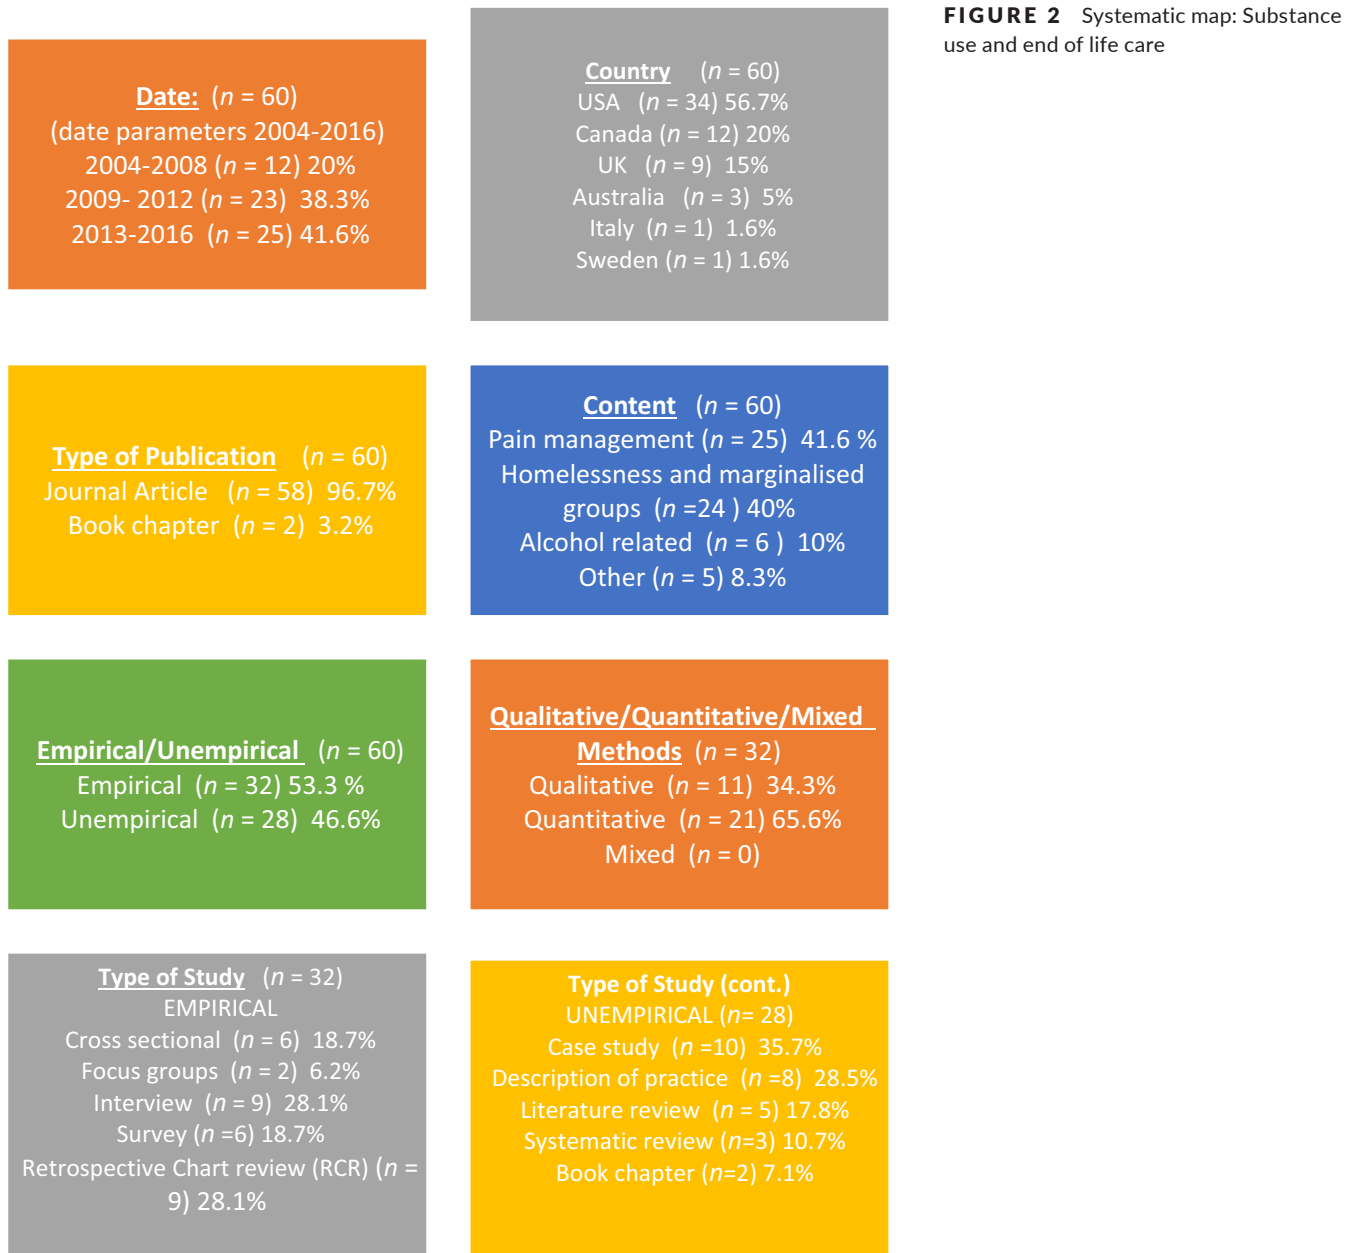 FIGURE 2 Systematic map: Substance
use and end of life care
Date: (n = 60)
(date parameters 2004-2016)
2004-2008 (n = 12) 20%
2009- 2012 (n = 23) 38.3%
2013-2016 (n = 25) 41.6%
Country (n = 60)
USA (n = 34) 56.7%
Canada (n = 12) 20%
UK (n = 9) 15%
Australia (n = 3) 5%
Italy (n = 1) 1.6%
Sweden (n = 1) 1.6%
Type of Publication (n = 60)
Journal Article (n = 58) 96.7%
Book chapter (n = 2) 3.2%
Content (n = 60)
Pain management (n = 25) 41.6 %
Homelessness and marginalised
groups (n =24 ) 40%
Alcohol related (n = 6 ) 10%
Other (n = 5) 8.3%
Empirical/Unempirical (n = 60)
Empirical (n = 32) 53.3 %
Unempirical (n = 28) 46.6%
Qualitative/Quantitative/Mixed
Methods (n = 32)
Qualitative (n = 11) 34.3%
Quantitative (n = 21) 65.6%
Mixed (n = 0)
Type of Study (n = 32)
EMPIRICAL
Cross sectional (n = 6) 18.7%
Focus groups (n = 2) 6.2%
Interview (n = 9) 28.1%
Survey (n =6) 18.7%
Retrospective Chart review (RCR) (n =
9) 28.1%
Type of Study (cont.)
UNEMPIRICAL (n= 28)
Case study (n =10) 35.7%
Description of practice (n =8) 28.5%
Literature review (n = 5) 17.8%
Systematic review (n=3) 10.7%
Book chapter (n=2) 7.1%